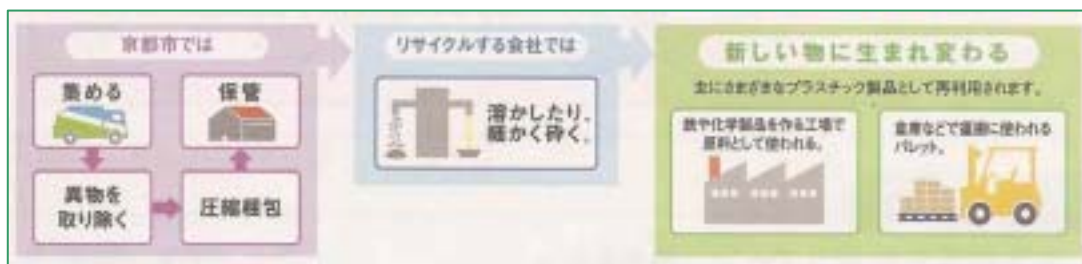 京都市では
集める
保管
異物を
取り除く
圧縮梱包
リサイクルする会社では
溶かしたり、
細かく砕く。
新しい物に生まれ変わる
主にさまざまなプラスチック製品として再利用されます。
鉄や化学製品を作る工場で
原料として使われる。
倉庫などで運搬に使われる
パレット。